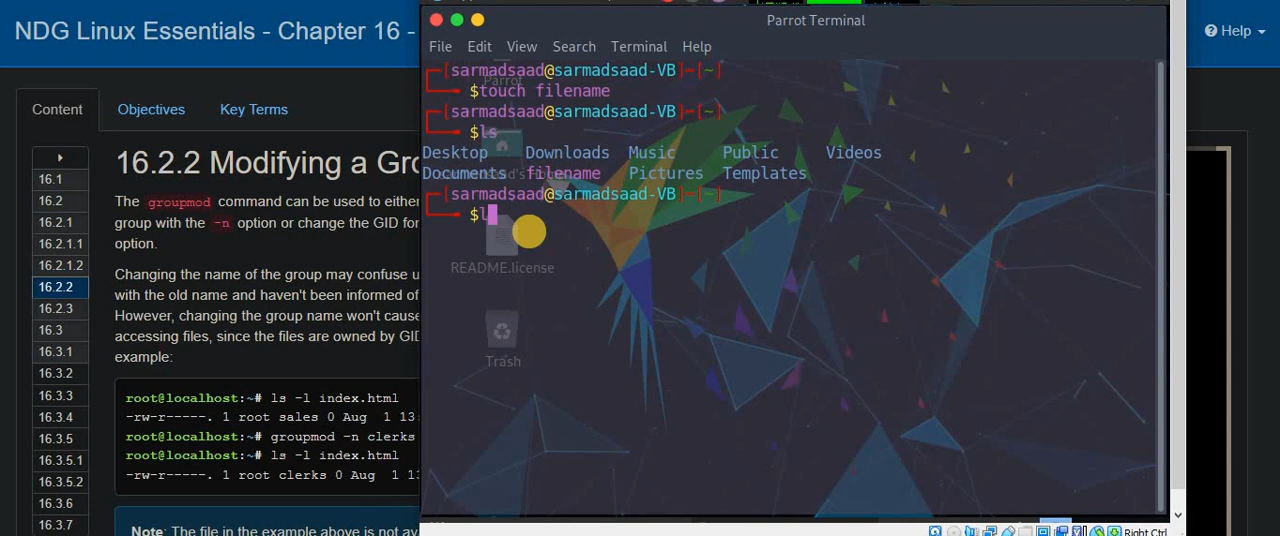 NDG Linux Essentials - Chapter 16 -
Help
Content
Objectives
Key Terms
16.1
16.2
16.2.1
16.2.1.1
16.2.1.2
16.2.2
16.2.3
16.3
16.3.1
16.3.2
16.3.3
16.3.4
16.3.5
16.3.5.1
16.3.5.2
16.3.6
16.3.7
16.2.2 Modifying a Gro
The groupmod command can be used to either
group with the -n option or change the GID for
option.
Changing the name of the group may confuse u
with the old name and haven't been informed of
However, changing the group name won't cause
accessing files, since the files are owned by GID
example:
root@localhost:~# ls -l index.html
-rw-r-----. 1 root sales 0 Aug 1 13:
root@localhost:~# groupmod -n clerks
root@localhost:~# ls -l index.html
-rw-r-----. 1 root clerks 0 Aug 1 13
Note: The file in the example above is not av
Parrot Terminal
File Edit View Search Terminal Help
[sarmadsaad@sarmadsaad-VB]-[~]
$touch filename
[sarmadsaad@sarmadsaad-VB]-[~]
$ls
Desktop Downloads Music Public Videos
Documents filename Pictures Templates
[sarmadsaad@sarmadsaad-VB]-[~]
$l
Parrot
README.license
Trash
Right Ctrl